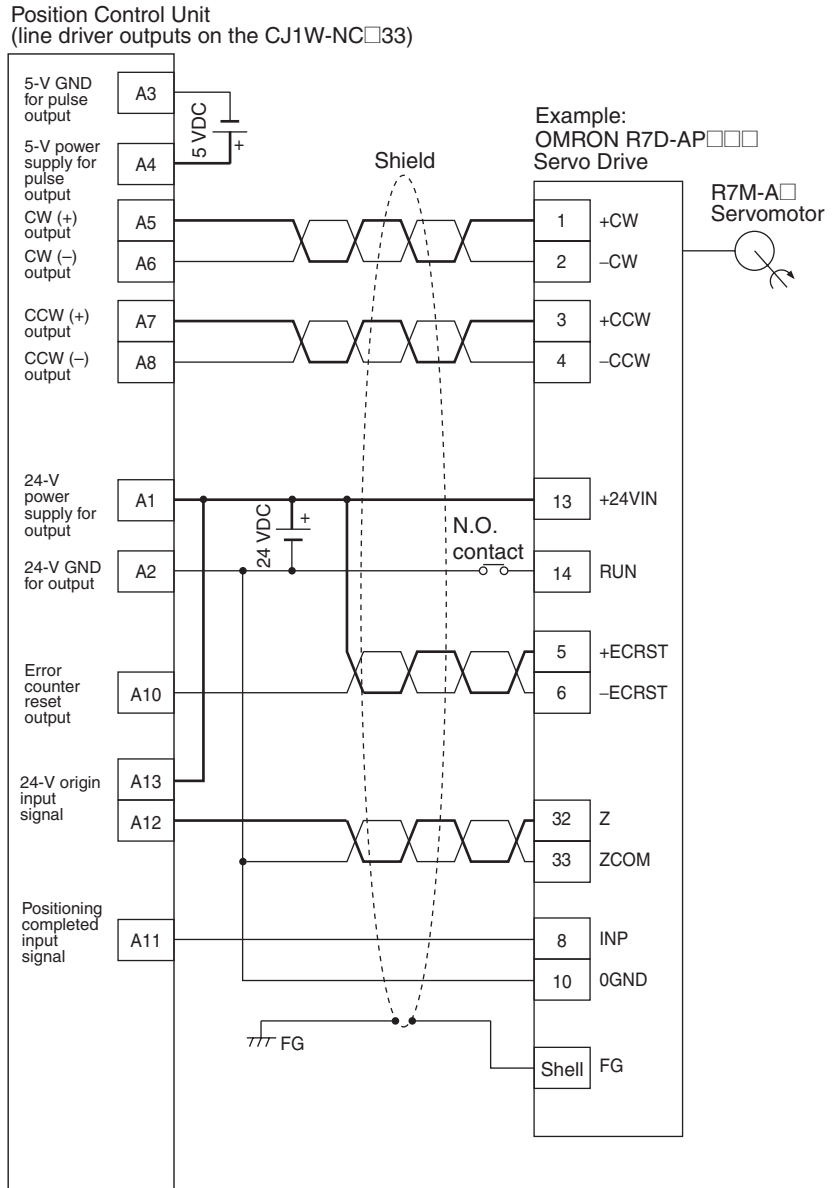 Position Control Unit
(line driver outputs on the CJ1W-NC□33)
5-V GND
for pulse
output
A3
5 VDC
+
5-V power
supply for
pulse
output
A4
Example:
OMRON R7D-AP□□□
Servo Drive
Shield
R7M-A□
Servomotor
CW (+)
output
A5
1
+CW
CW (–)
output
A6
2
–CW
CCW (+)
output
A7
3
+CCW
CCW (–)
output
A8
4
–CCW
24-V
power
supply for
output
A1
13
+24VIN
24 VDC
+
N.O.
contact
24-V GND
for output
A2
14
RUN
5
+ECRST
Error
counter
reset
output
A10
6
–ECRST
24-V origin
input
signal
A13
A12
32
Z
33
ZCOM
Positioning
completed
input
signal
A11
8
INP
10
0GND
FG
Shell
FG